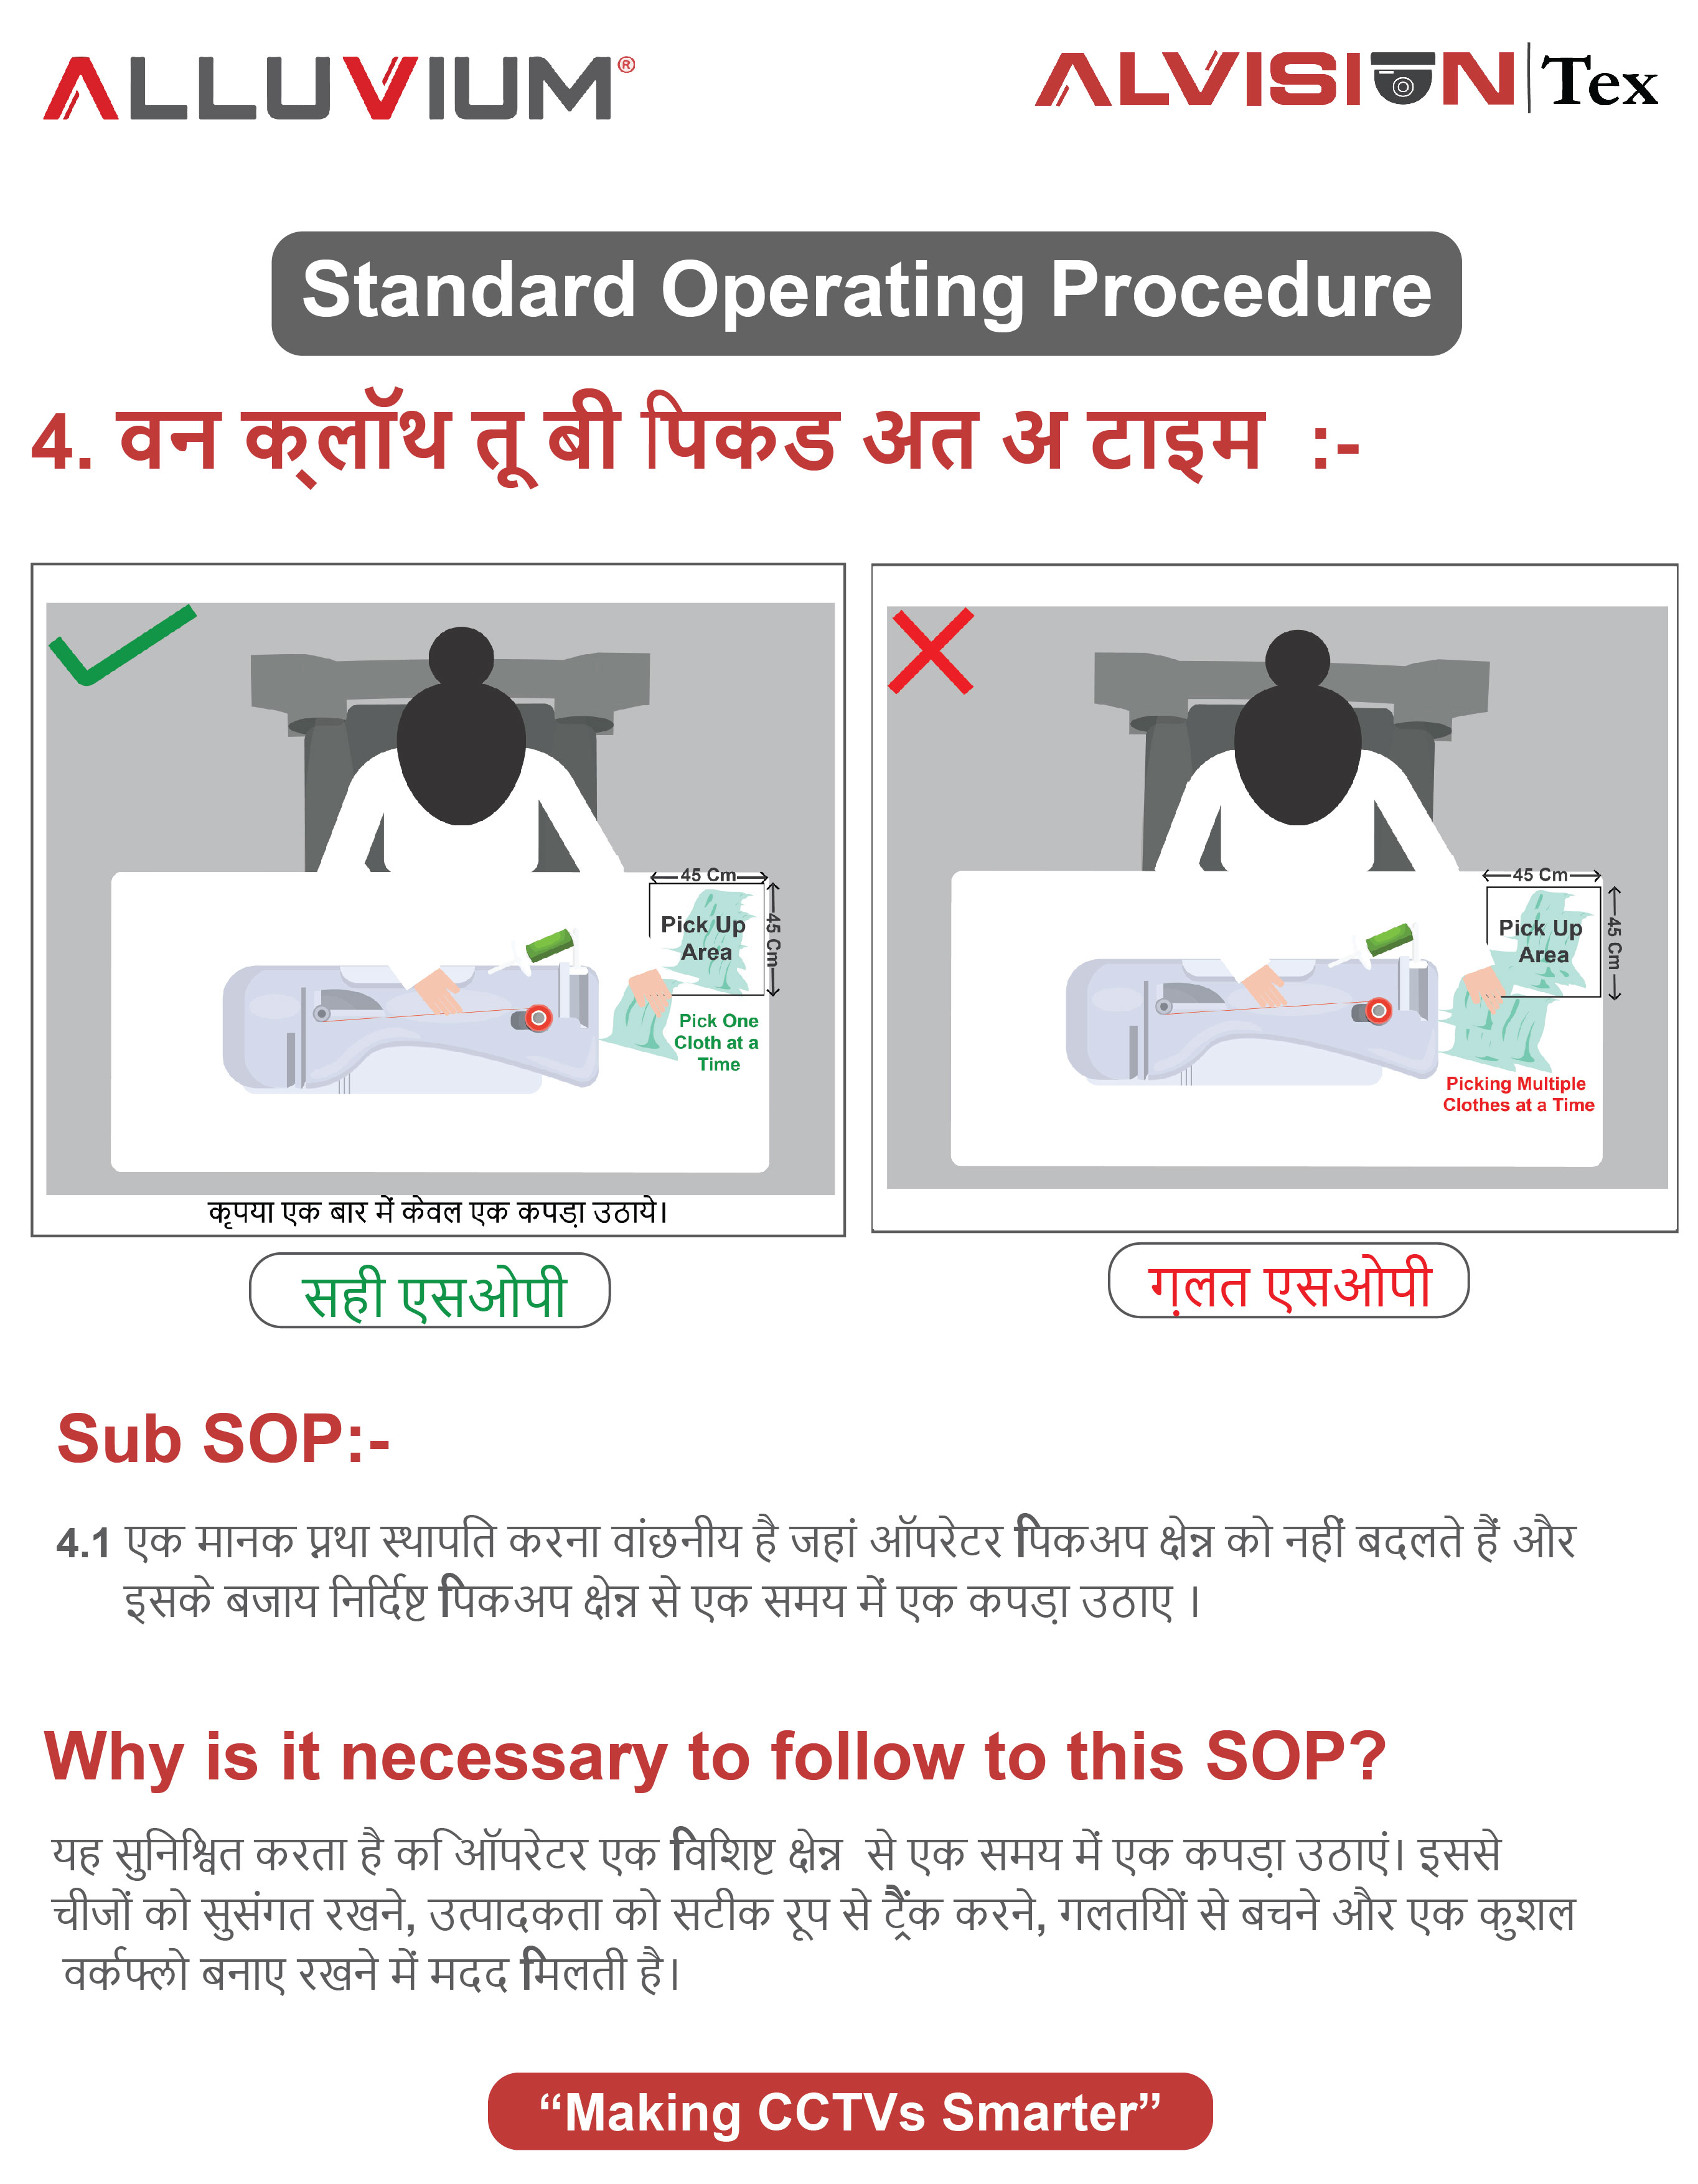 ALLUVIUM®
ALVISION | Tex
Standard Operating Procedure
4. वन क्‌लॉथ तू बी पिकड अत अ टाइम :-
45 Cm
45 Cm
Pick Up
Area
Pick One
Cloth at a
Time
कृपया एक बार में केवल एक कपड़ा उठाये।
सही एसओपी
45 Cm
45 Cm
Pick Up
Area
Picking Multiple
Clothes at a Time
ग़लत एसओपी
Sub SOP:-
4.1 एक मानक प्रथा स्थापति करना वांछनीय है जहां ऑपरेटर पिकअप क्षेत्र को नहीं बदलते हैं और
इसके बजाय निर्दिष्ट पिकअप क्षेत्र से एक समय में एक कपड़ा उठाए ।
Why is it necessary to follow to this SOP?
यह सुनिश्चित करता है कि ऑपरेटर एक विशिष्ट क्षेत्र से एक समय में एक कपड़ा उठाएं। इससे
चीजों को सुसंगत रखने, उत्पादकता को सटीक रूप से ट्रैंक करने, गलतियों से बचने और एक कुशल
वर्कफ्लो बनाए रखने में मदद मिलती है।
“Making CCTVs Smarter”